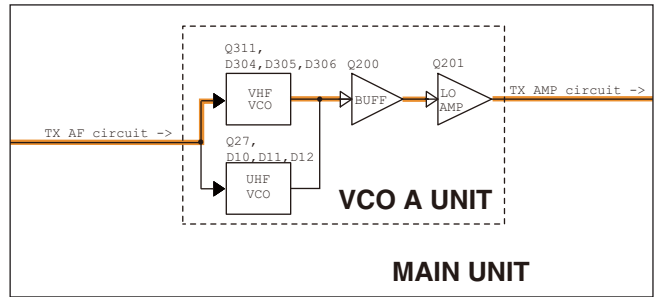 Q311,
D304,D305,D306
Q200
Q201
VHF
VCO
BUFF
LO
AMP
TX AMP circuit ->
TX AF circuit ->
Q27,
D10,D11,D12
UHF
VCO
VCO A UNIT
MAIN UNIT